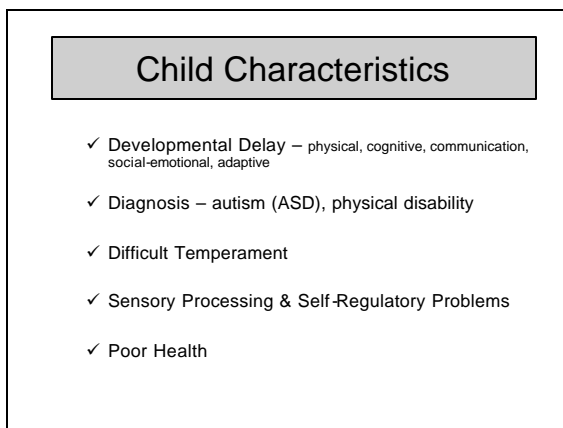 Child Characteristics
✓ Developmental Delay – physical, cognitive, communication,
social-emotional, adaptive
✓ Diagnosis – autism (ASD), physical disability
✓ Difficult Temperament
✓ Sensory Processing & Self-Regulatory Problems
✓ Poor Health